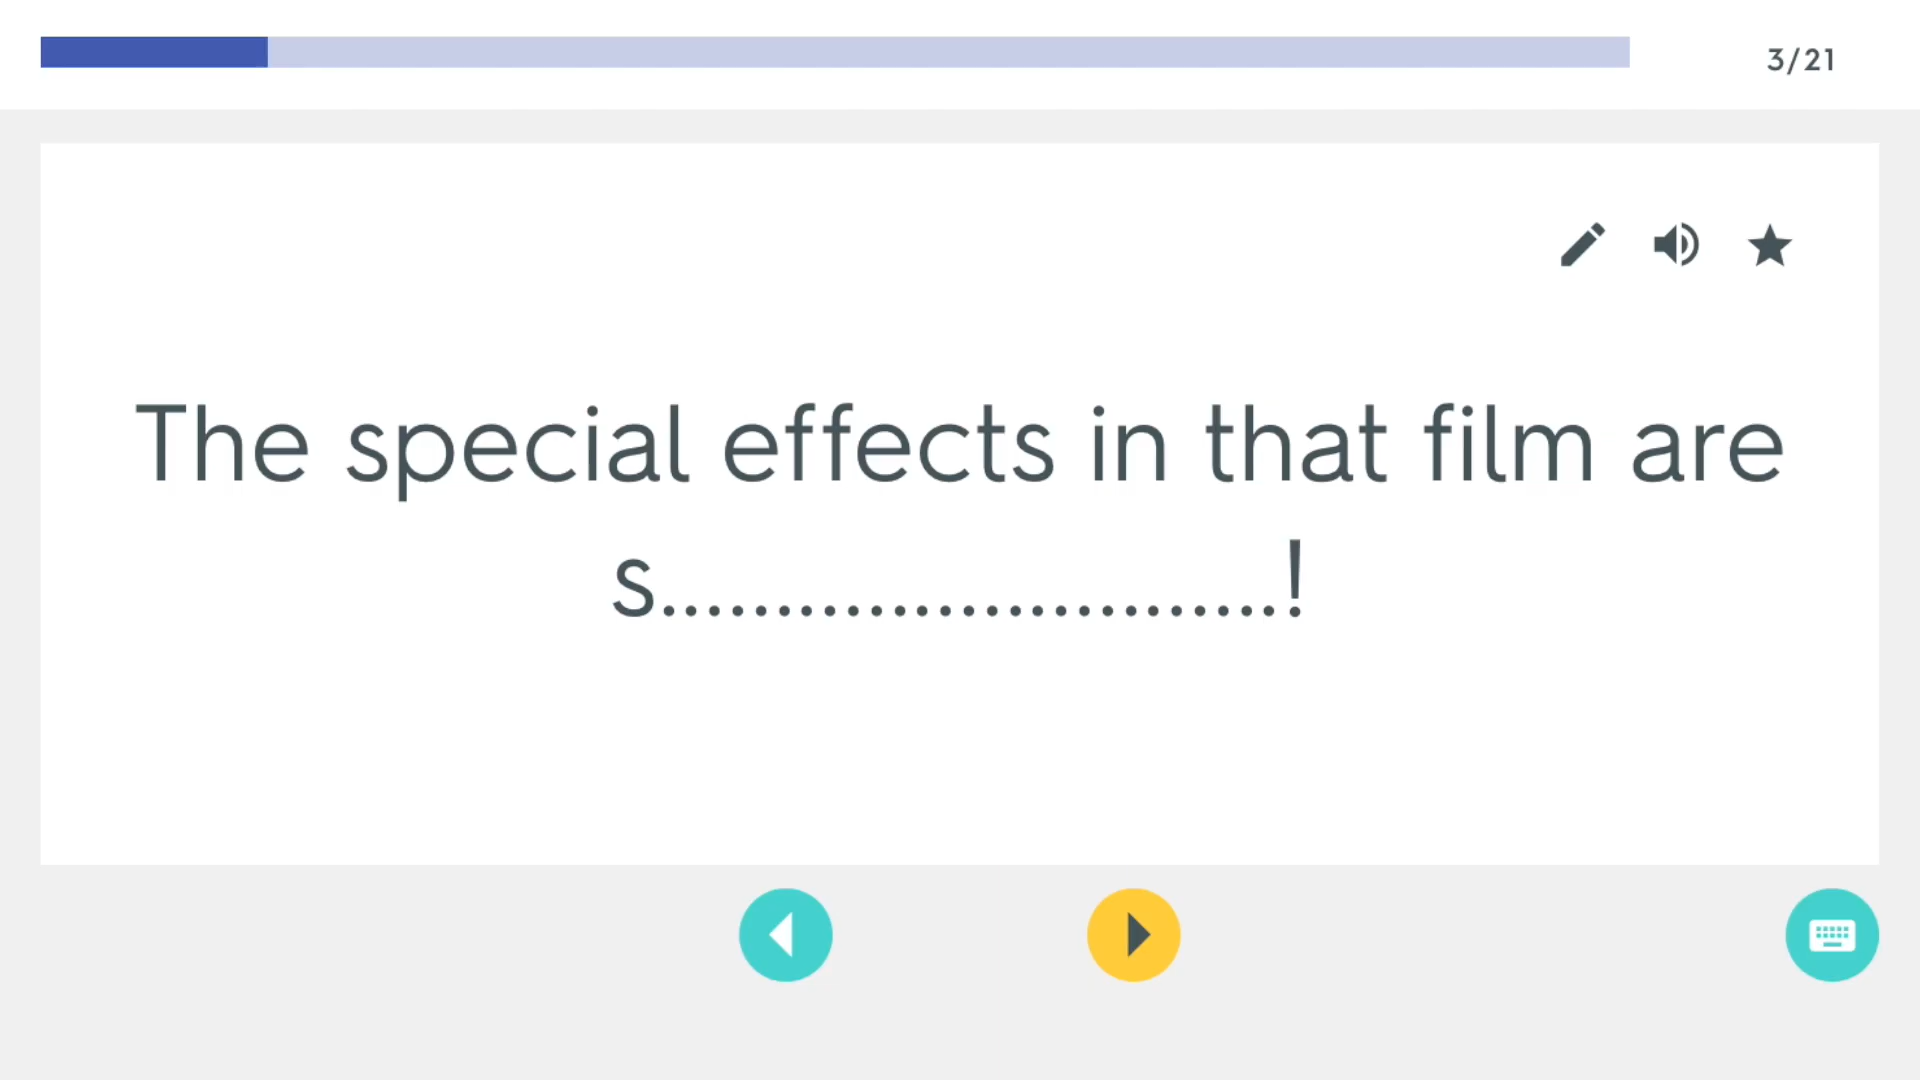 3/21
The special effects in that film are
s...........................!